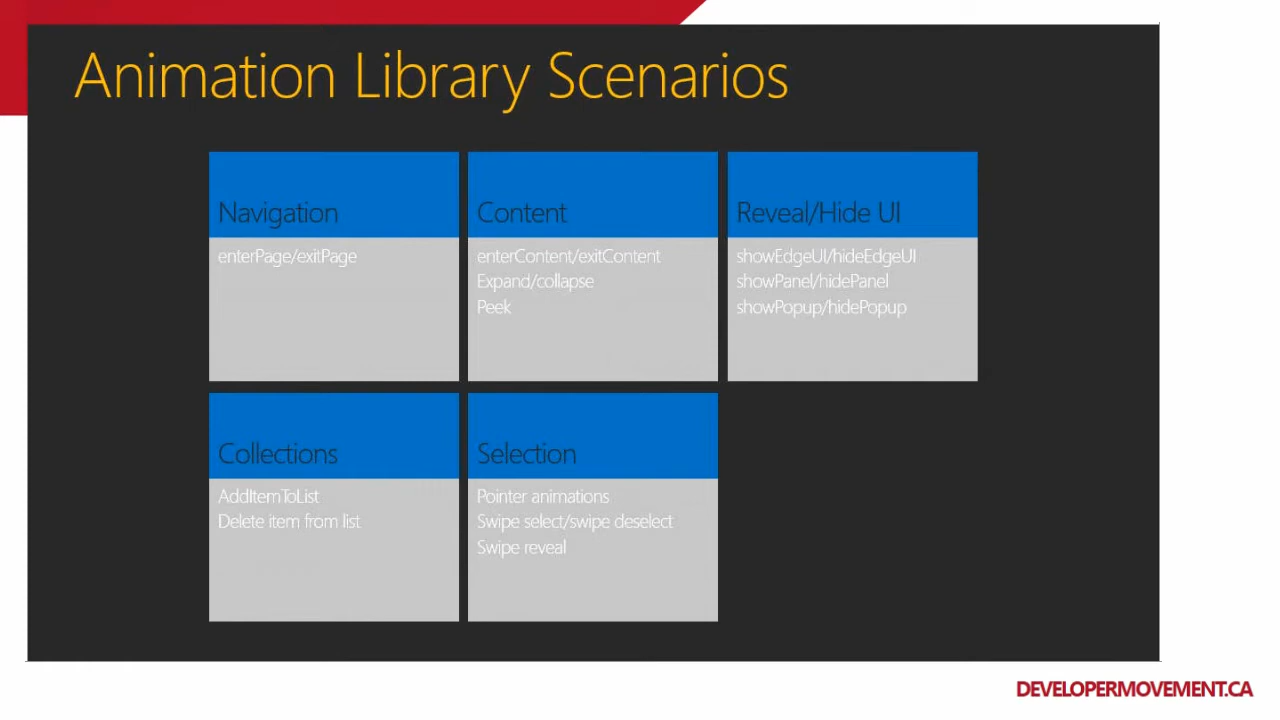 Animation Library Scenarios
Navigation
enterPage/exitPage
Content
enterContent/exitContent
Expand/collapse
Peek
Reveal/Hide UI
showEdgeUI/hideEdgeUI
showPanel/hidePanel
showPopup/hidePopup
Collections
AddItemToList
Delete item from list
Selection
Pointer animations
Swipe select/swipe deselect
Swipe reveal
DEVELOPERMOVEMENT.CA